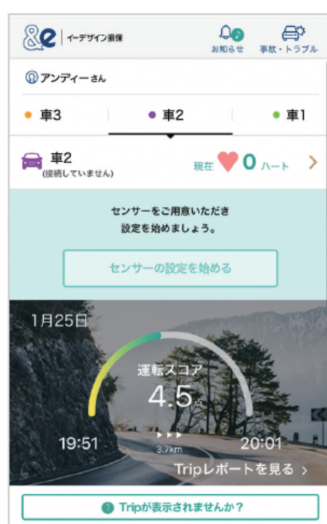 &e イーデザイン損保
お知らせ 事故・トラブル
アンディー さん
車3 車2 車1
車2
(接続していません)
現在 0 ハート
センサーをご用意いただき
設定を始めましょう。
センサーの設定を始める
1月25日
運転スコア
4.5点
19:51 3.7km 20:01
Tripレポートを見る
Tripが表示されませんか?